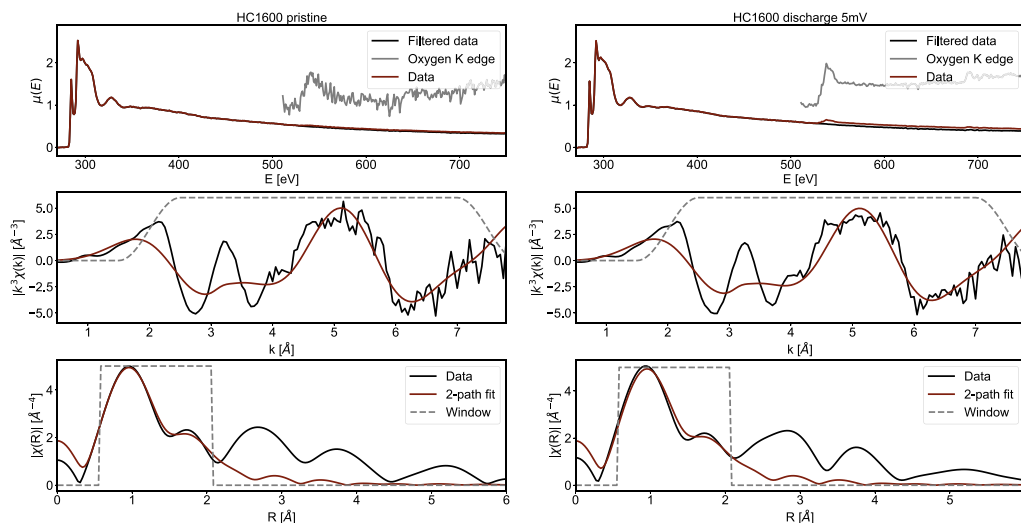 HC1600 pristine
Filtered data
Oxygen K edge
Data
μ(E)
2
1
0
300
400
500
600
700
E [eV]
|k³χ(k)| [Å⁻³]
5.0
2.5
0.0
−2.5
−5.0
1
2
3
4
5
6
7
k [Å]
Data
2-path fit
Window
|χ(R)| [Å⁻⁴]
4
2
0
0
1
2
3
4
5
6
R [Å]
HC1600 discharge 5mV
Filtered data
Oxygen K edge
Data
μ(E)
2
1
0
300
400
500
600
700
E [eV]
|k³χ(k)| [Å⁻³]
5.0
2.5
0.0
−2.5
−5.0
1
2
3
4
5
6
7
k [Å]
Data
2-path fit
Window
|χ(R)| [Å⁻⁴]
4
2
0
0
1
2
3
4
5
R [Å]